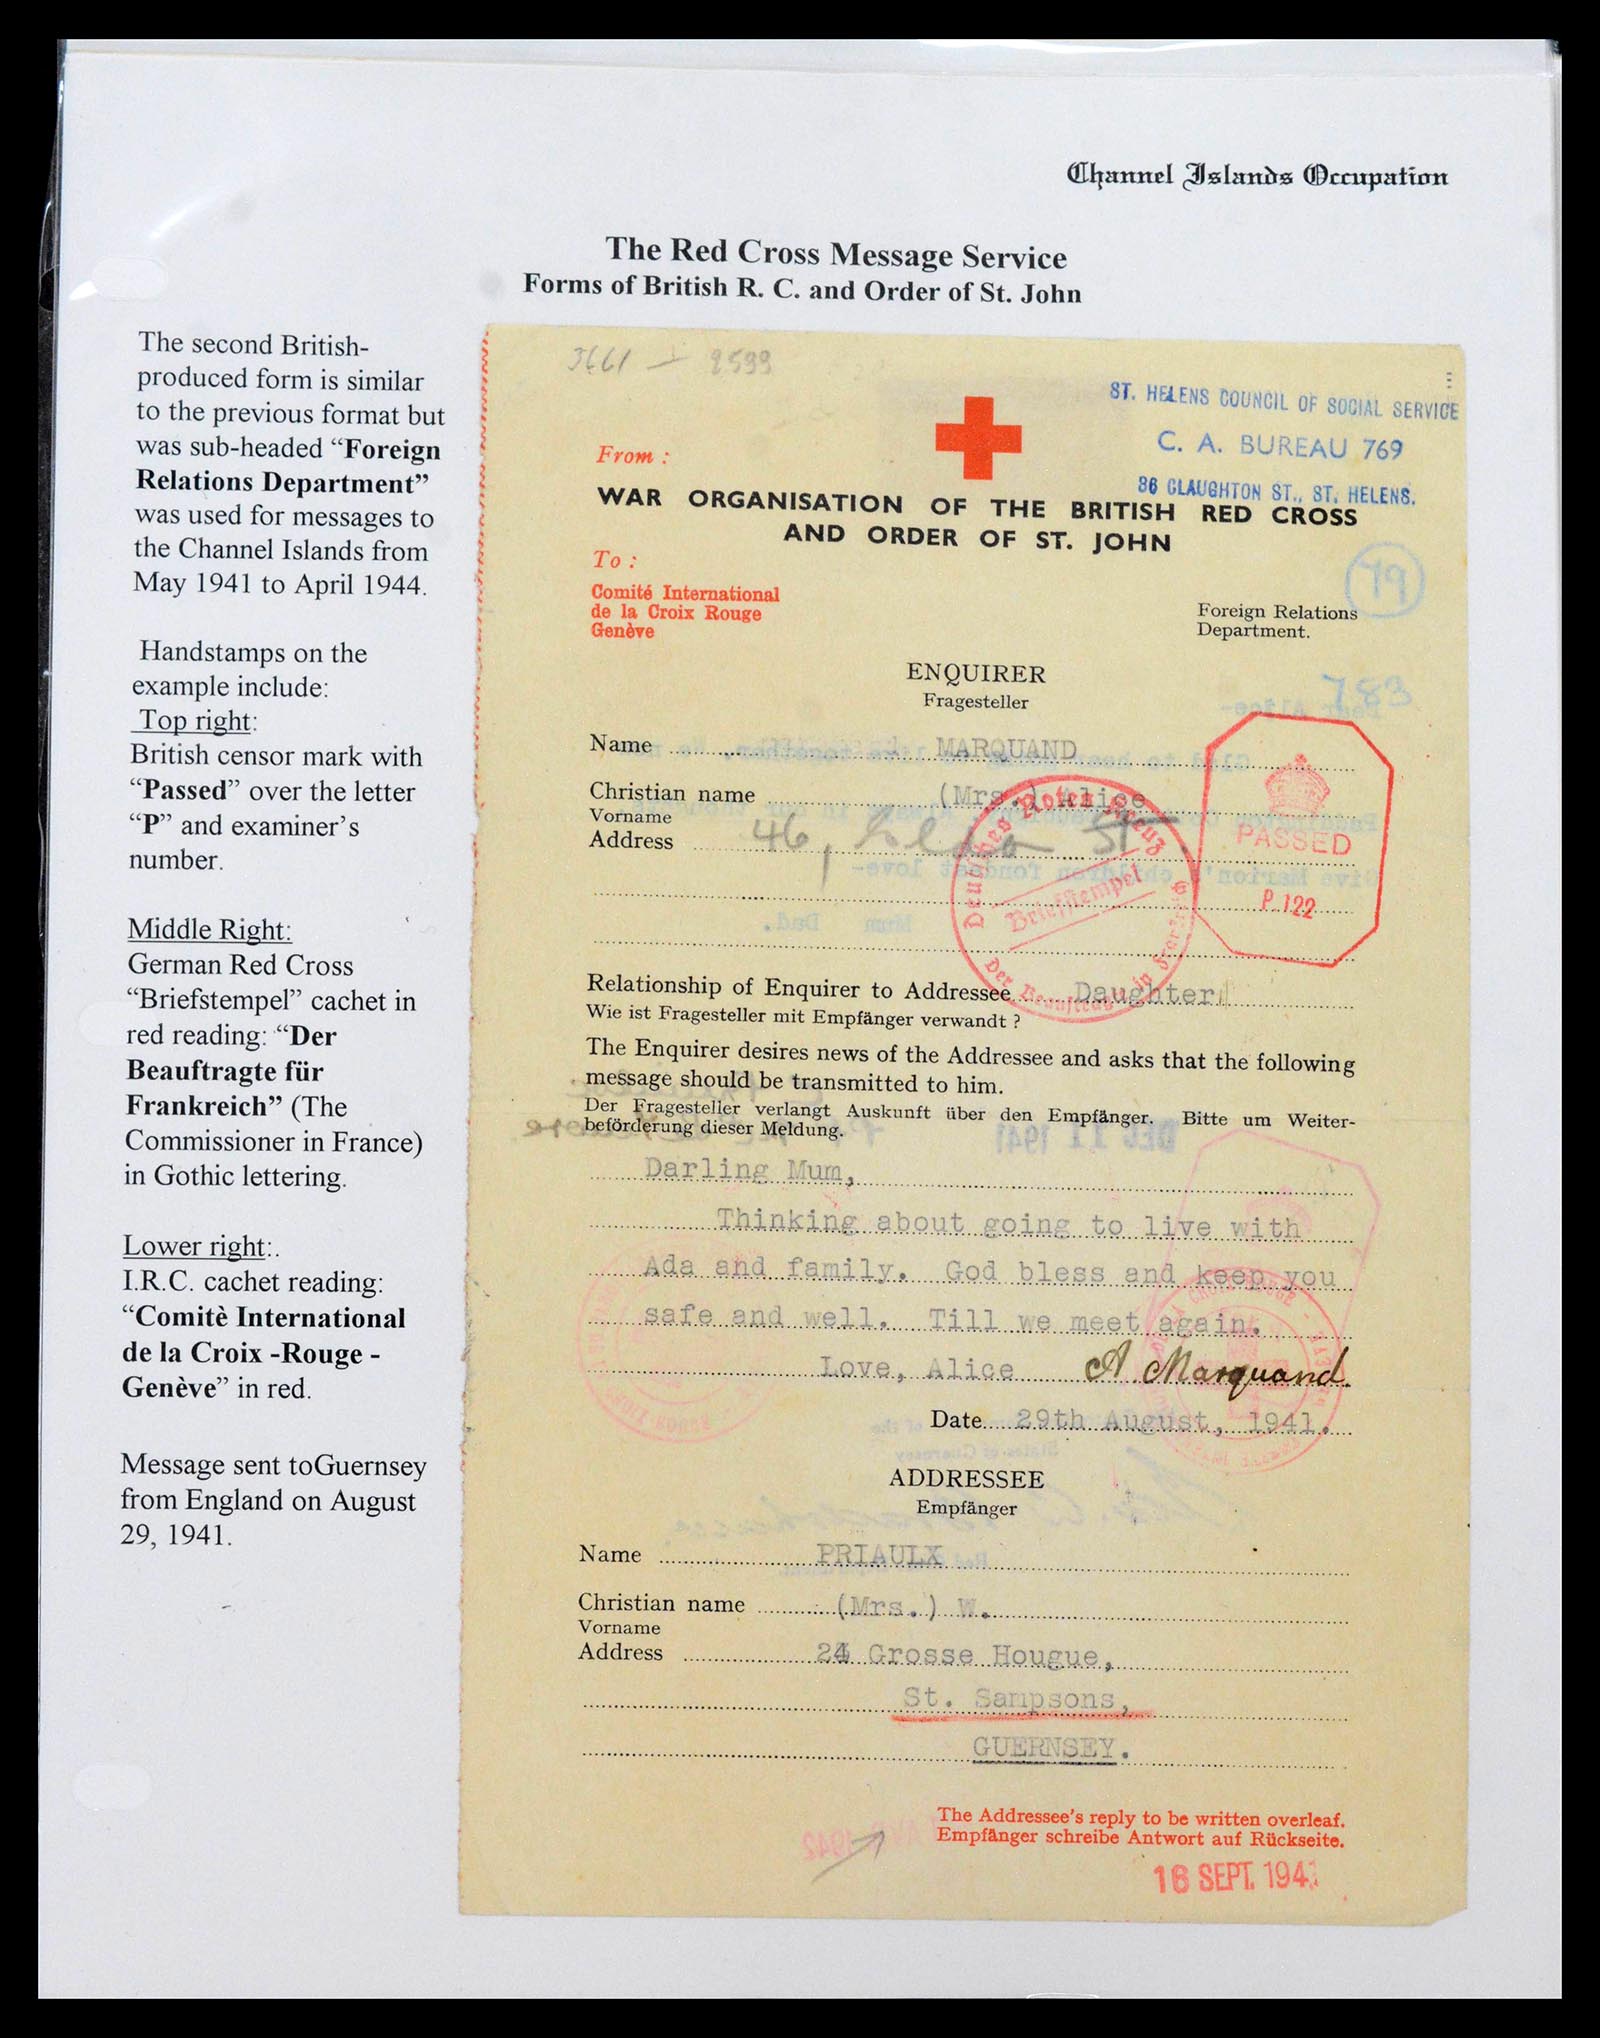 Channel Islands Occupation
The Red Cross Message Service
Forms of British R. C. and Order of St. John
The second British-
produced form is similar
to the previous format but
was sub-headed “Foreign
Relations Department”
was used for messages to
the Channel Islands from
May 1941 to April 1944.
Handstamps on the
example include:
Top right:
British censor mark with
“Passed” over the letter
“P” and examiner’s
number.
Middle Right:
German Red Cross
“Briefstempel” cachet in
red reading: “Der
Beauftragte für
Frankreich” (The
Commissioner in France)
in Gothic lettering.
Lower right:.
I.R.C. cachet reading:
“Comitè International
de la Croix -Rouge -
Genève” in red.
Message sent toGuernsey
from England on August
29, 1941.
3661 — 2599
ST. HELENS COUNCIL OF SOCIAL SERVICE
C. A. BUREAU 769
86 CLAUGHTON ST., ST. HELENS.
From :
WAR ORGANISATION OF THE BRITISH RED CROSS
AND ORDER OF ST. JOHN
To :
Comité International
de la Croix Rouge
Genève
79
Foreign Relations
Department.
ENQUIRER
Fragesteller
783
Name MARQUAND
Christian name (Mrs.) Alice
Vorname
Address 46, St.
PASSED
P.122
Deutsches Rotes Kreuz
Briefstempel
Relationship of Enquirer to Addressee Daughter.
Wie ist Fragesteller mit Empfänger verwandt ?
The Enquirer desires news of the Addressee and asks that the following
message should be transmitted to him.
Der Fragesteller verlangt Auskunft über den Empfänger. Bitte um Weiter-
beförderung dieser Meldung.
DEC 11 1941
Darling Mum,
Thinking about going to live with
Ada and family. God bless and keep you
safe and well. Till we meet again.
Love, Alice A Marquand.
Date 29th August, 1941.
ADDRESSEE
Empfänger
Name PRIAULX
Christian name (Mrs.) W.
Vorname
Address 24 Grosse Hougue,
St. Sampsons,
GUERNSEY.
The Addressee's reply to be written overleaf.
Empfänger schreibe Antwort auf Rückseite.
16 SEPT. 194